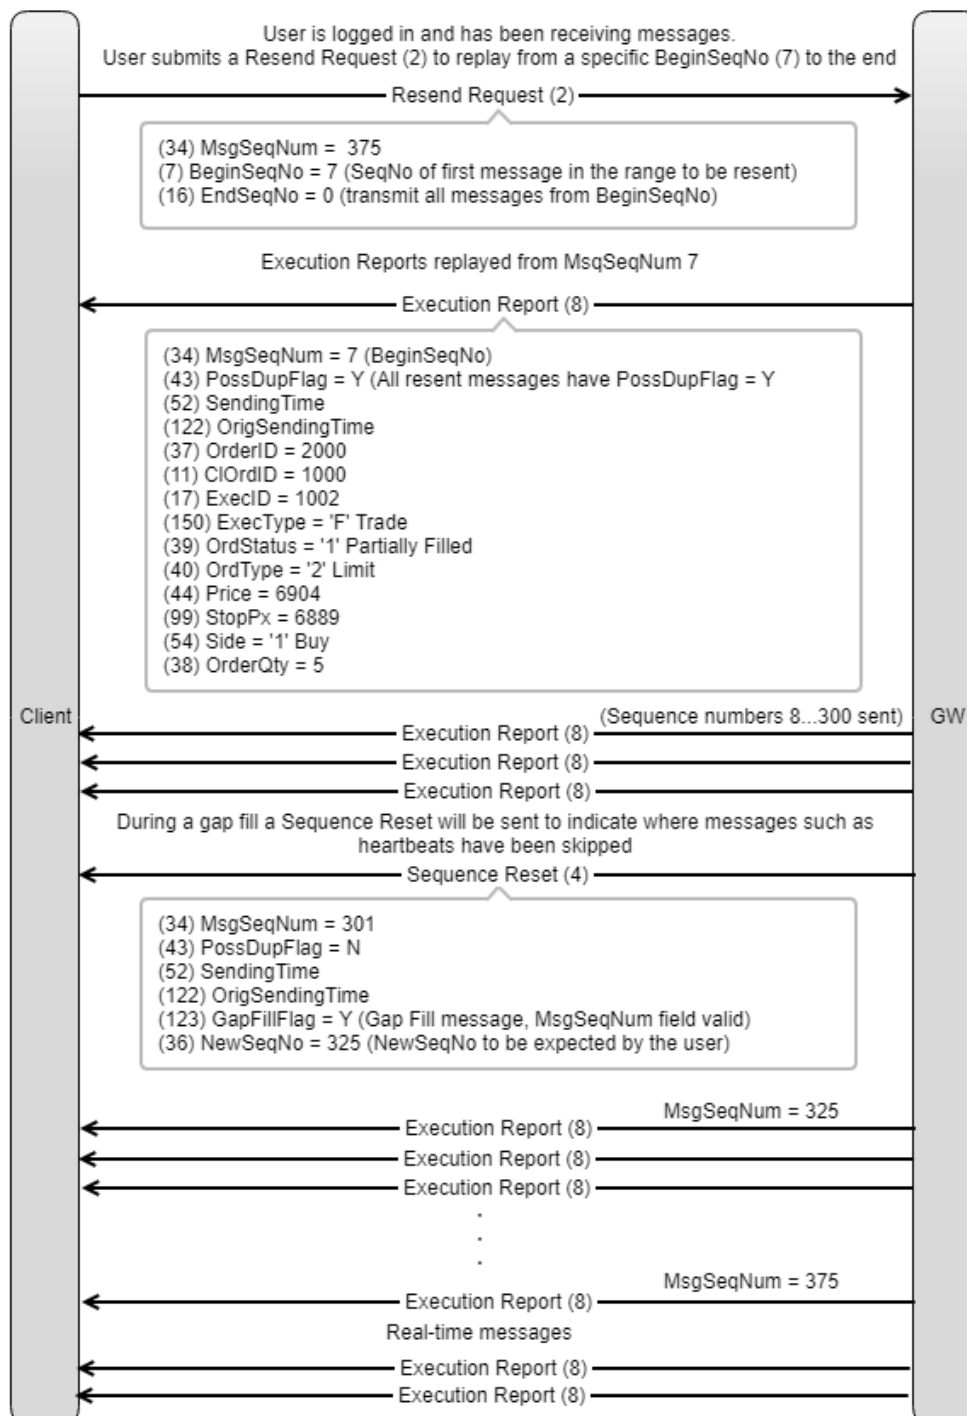 User is logged in and has been receiving messages.
User submits a Resend Request (2) to replay from a specific BeginSeqNo (7) to the end
Resend Request (2)
(34) MsgSeqNum = 375
(7) BeginSeqNo = 7 (SeqNo of first message in the range to be resent)
(16) EndSeqNo = 0 (transmit all messages from BeginSeqNo)
Execution Reports replayed from MsqSeqNum 7
Execution Report (8)
(34) MsgSeqNum = 7 (BeginSeqNo)
(43) PossDupFlag = Y (All resent messages have PossDupFlag = Y
(52) SendingTime
(122) OrigSendingTime
(37) OrderID = 2000
(11) ClOrdID = 1000
(17) ExecID = 1002
(150) ExecType = 'F' Trade
(39) OrdStatus = '1' Partially Filled
(40) OrdType = '2' Limit
(44) Price = 6904
(99) StopPx = 6889
(54) Side = '1' Buy
(38) OrderQty = 5
Client
(Sequence numbers 8...300 sent)
GW
Execution Report (8)
Execution Report (8)
Execution Report (8)
During a gap fill a Sequence Reset will be sent to indicate where messages such as
heartbeats have been skipped
Sequence Reset (4)
(34) MsgSeqNum = 301
(43) PossDupFlag = N
(52) SendingTime
(122) OrigSendingTime
(123) GapFillFlag = Y (Gap Fill message, MsgSeqNum field valid)
(36) NewSeqNo = 325 (NewSeqNo to be expected by the user)
MsgSeqNum = 325
Execution Report (8)
Execution Report (8)
Execution Report (8)
.
.
.
MsgSeqNum = 375
Execution Report (8)
Real-time messages
Execution Report (8)
Execution Report (8)